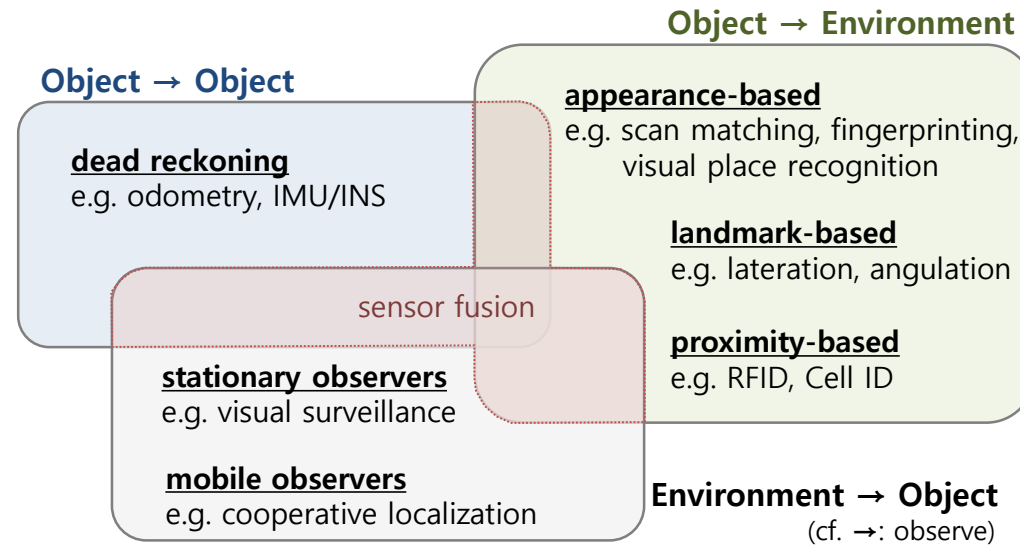 Object → Environment
Object → Object
appearance-based
e.g. scan matching, fingerprinting,
visual place recognition
dead reckoning
e.g. odometry, IMU/INS
landmark-based
e.g. lateration, angulation
sensor fusion
proximity-based
e.g. RFID, Cell ID
stationary observers
e.g. visual surveillance
mobile observers
e.g. cooperative localization
Environment → Object
(cf. →: observe)